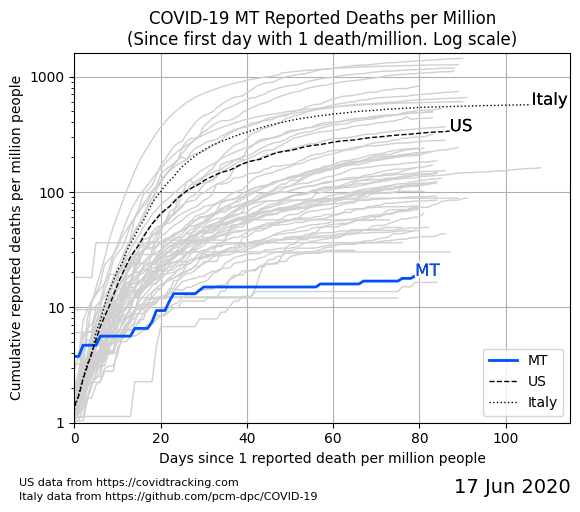 COVID-19 MT Reported Deaths per Million
(Since first day with 1 death/million. Log scale)
Cumulative reported deaths per million people
1000
100
10
1
Italy
US
MT
MT
US
Italy
0 20 40 60 80 100
Days since 1 reported death per million people
US data from https://covidtracking.com
Italy data from https://github.com/pcm-dpc/COVID-19
17 Jun 2020